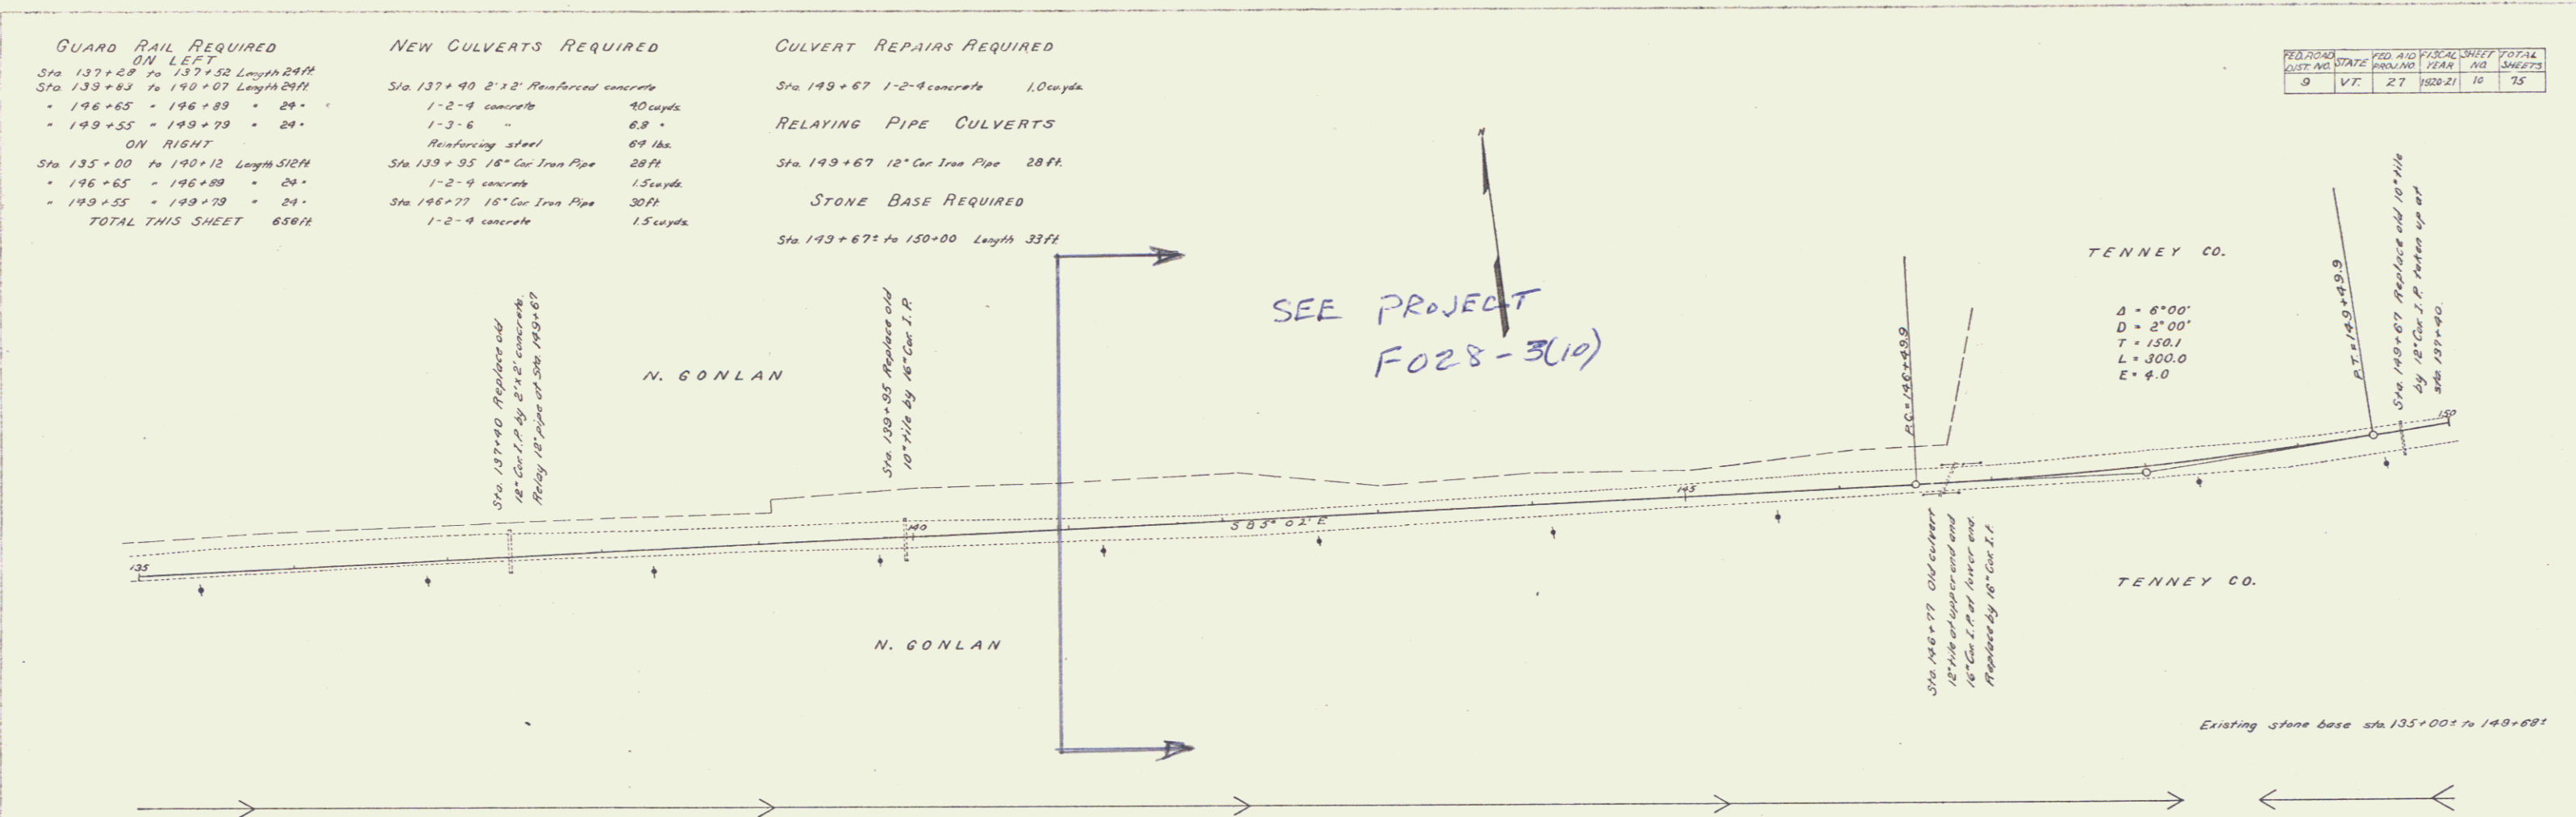 GUARD RAIL REQUIRED
ON LEFT
Sta. 137+28 to 137+52 Length 24ft.
Sta. 139+83 to 140+07 Length 24ft.
" 146+65 " 146+89 " 24 "
" 149+55 " 149+79 " 24 "
ON RIGHT
Sta. 135+00 to 140+12 Length 512ft
" 146+65 " 146+89 " 24 "
" 149+55 " 149+79 " 24 "
TOTAL THIS SHEET 656ft.
NEW CULVERTS REQUIRED
Sta. 137+40 2'x2' Reinforced concrete
1-2-4 concrete 4.0 cu.yds.
1-3-6 " 6.8 "
Reinforcing steel 64 lbs.
Sta. 139+95 16" Cor. Iron Pipe 28 ft
1-2-4 concrete 1.5 cu.yds.
Sta. 146+77 16" Cor. Iron Pipe 30 ft
1-2-4 concrete 1.5 cu.yds.
CULVERT REPAIRS REQUIRED
Sta. 149+67 1-2-4 concrete 1.0 cu.yds.
RELAYING PIPE CULVERTS
Sta. 149+67 12" Cor. Iron Pipe 28 ft.
STONE BASE REQUIRED
Sta. 149+67± to 150+00 Length 33 ft.
FED. ROAD DIST. NO. STATE FED. AID PROJ. NO. FISCAL YEAR SHEET NO. TOTAL SHEETS
9 VT. 27 1920-21 10 75
N
SEE PROJECT
F028-3(10)
TENNEY CO.
Δ = 6°00'
D = 2°00'
T = 150.1
L = 300.0
E = 4.0
P.C. = 146+49.9
P.T. = 149+49.9
Sta. 149+67 Replace old 10" tile
by 12" Cor. I.P. taken up at
sta. 137+40.
Sta. 137+40 Replace old
12" Cor. I.P. by 2'x2' concrete.
Relay 12" pipe at Sta. 149+67
N. GONLAN
Sta. 139+95 Replace old
10" tile by 16" Cor. I.P.
135
140
S 85° 02' E
145
150
Sta. 146+77 Old culvert
12" tile at upper end and
16" Cor. I.P. at lower end.
Replace by 16" Cor. I.P.
TENNEY CO.
N. GONLAN
Existing stone base sta. 135+00± to 149+68±